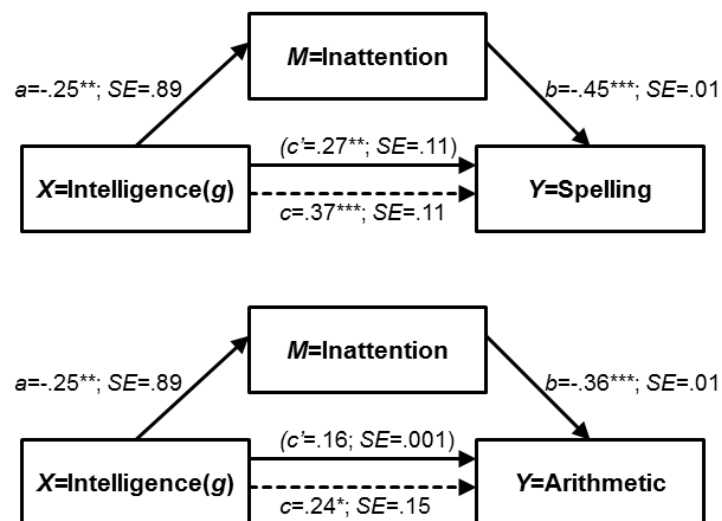 M=Inattention
a=-.25**; SE=.89
b=-.45***; SE=.01
(c’=.27**; SE=.11)
X=Intelligence(g)
Y=Spelling
c=.37***; SE=.11
M=Inattention
a=-.25**; SE=.89
b=-.36***; SE=.01
(c’=.16; SE=.001)
X=Intelligence(g)
Y=Arithmetic
c=.24*; SE=.15